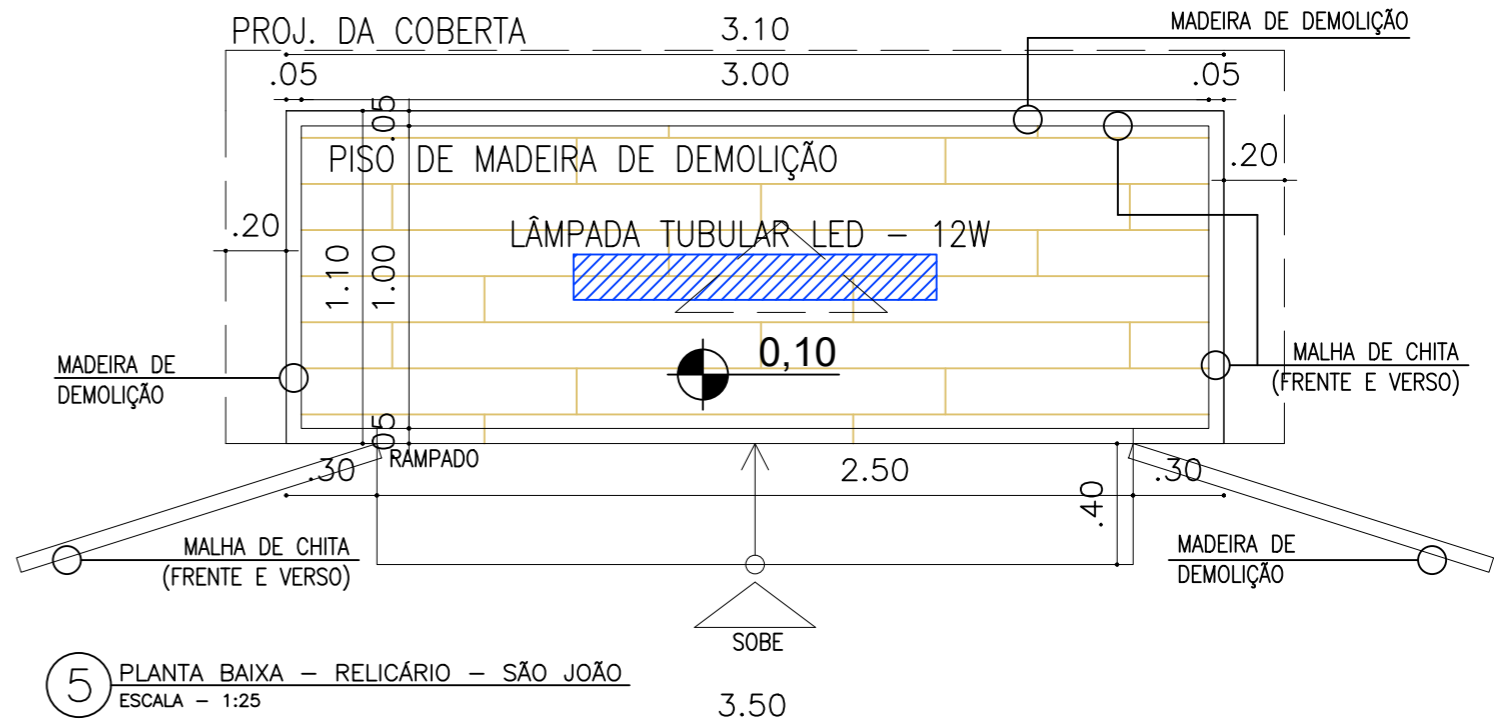 PROJ. DA COBERTA
3.10
MADEIRA DE DEMOLIÇÃO
.05
3.00
.05
.05
PISO DE MADEIRA DE DEMOLIÇÃO
.20
.20
LÂMPADA TUBULAR LED – 12W
1.10
1.00
0,10
MADEIRA DE
DEMOLIÇÃO
MALHA DE CHITA
(FRENTE E VERSO)
.05
RAMPADO
.30
2.50
.30
.40
MALHA DE CHITA
(FRENTE E VERSO)
MADEIRA DE
DEMOLIÇÃO
SOBE
5
PLANTA BAIXA – RELICÁRIO – SÃO JOÃO
ESCALA – 1:25
3.50